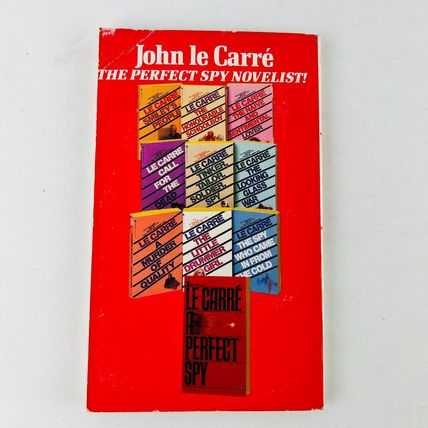 John le Carré
THE PERFECT SPY NOVELIST!
LE CARRÉ
SMILEY'S
PEOPLE
LE CARRÉ
THE
HONOURABLE
SCHOOLBOY
LE CARRÉ
THE NAIVE AND
SENTIMENTAL
LOVER
LE CARRÉ
CALL
FOR
THE
DEAD
LE CARRÉ
TINKER,
TAILOR,
SOLDIER,
SPY
LE CARRÉ
THE
LOOKING
GLASS
WAR
LE CARRÉ
A
MURDER
OF
QUALITY
LE CARRÉ
THE
LITTLE
DRUMMER
GIRL
LE CARRÉ
THE SPY
WHO CAME
IN FROM
THE COLD
LE CARRÉ
A
PERFECT
SPY